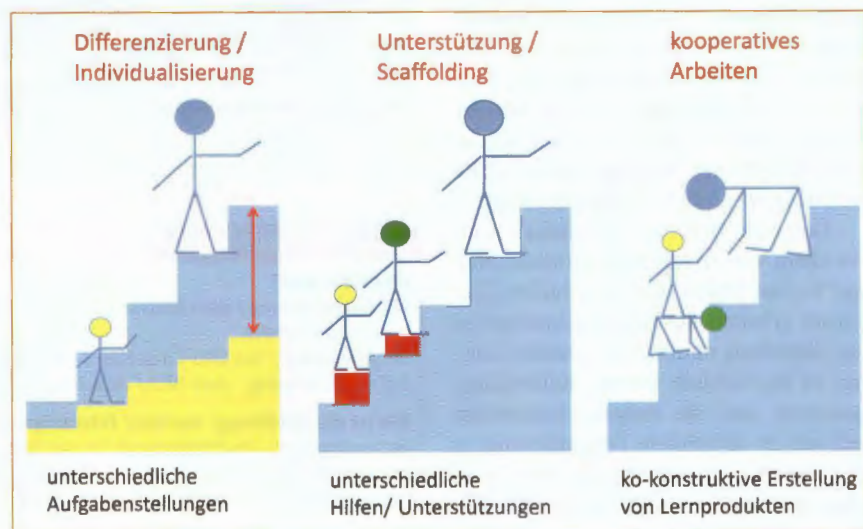 Differenzierung /
Individualisierung
unterschiedliche
Aufgabenstellungen
Unterstützung /
Scaffolding
unterschiedliche
Hilfen/ Unterstützungen
kooperatives
Arbeiten
ko-konstruktive Erstellung
von Lernprodukten